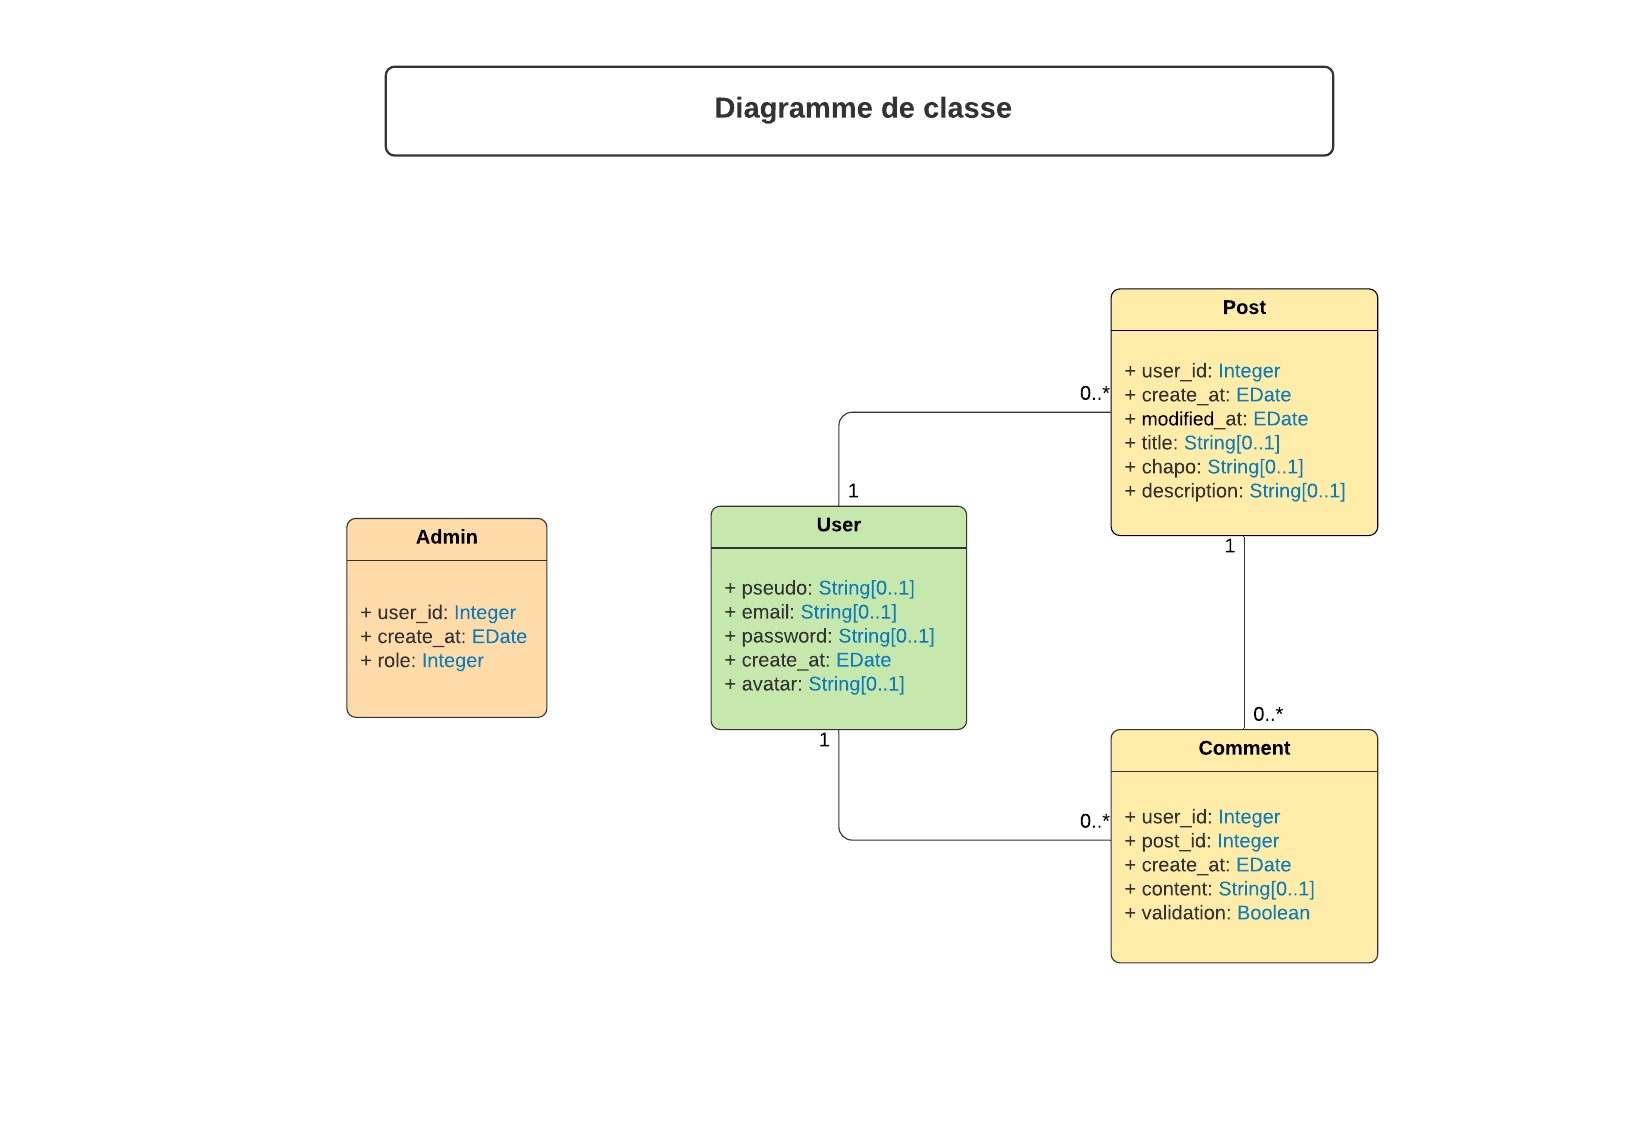 Diagramme de classe
Post
+ user_id: Integer
+ create_at: EDate
+ modified_at: EDate
+ title: String[0..1]
+ chapo: String[0..1]
+ description: String[0..1]
0..*
1
1
0..*
User
+ pseudo: String[0..1]
+ email: String[0..1]
+ password: String[0..1]
+ create_at: EDate
+ avatar: String[0..1]
1
0..*
Admin
+ user_id: Integer
+ create_at: EDate
+ role: Integer
Comment
+ user_id: Integer
+ post_id: Integer
+ create_at: EDate
+ content: String[0..1]
+ validation: Boolean